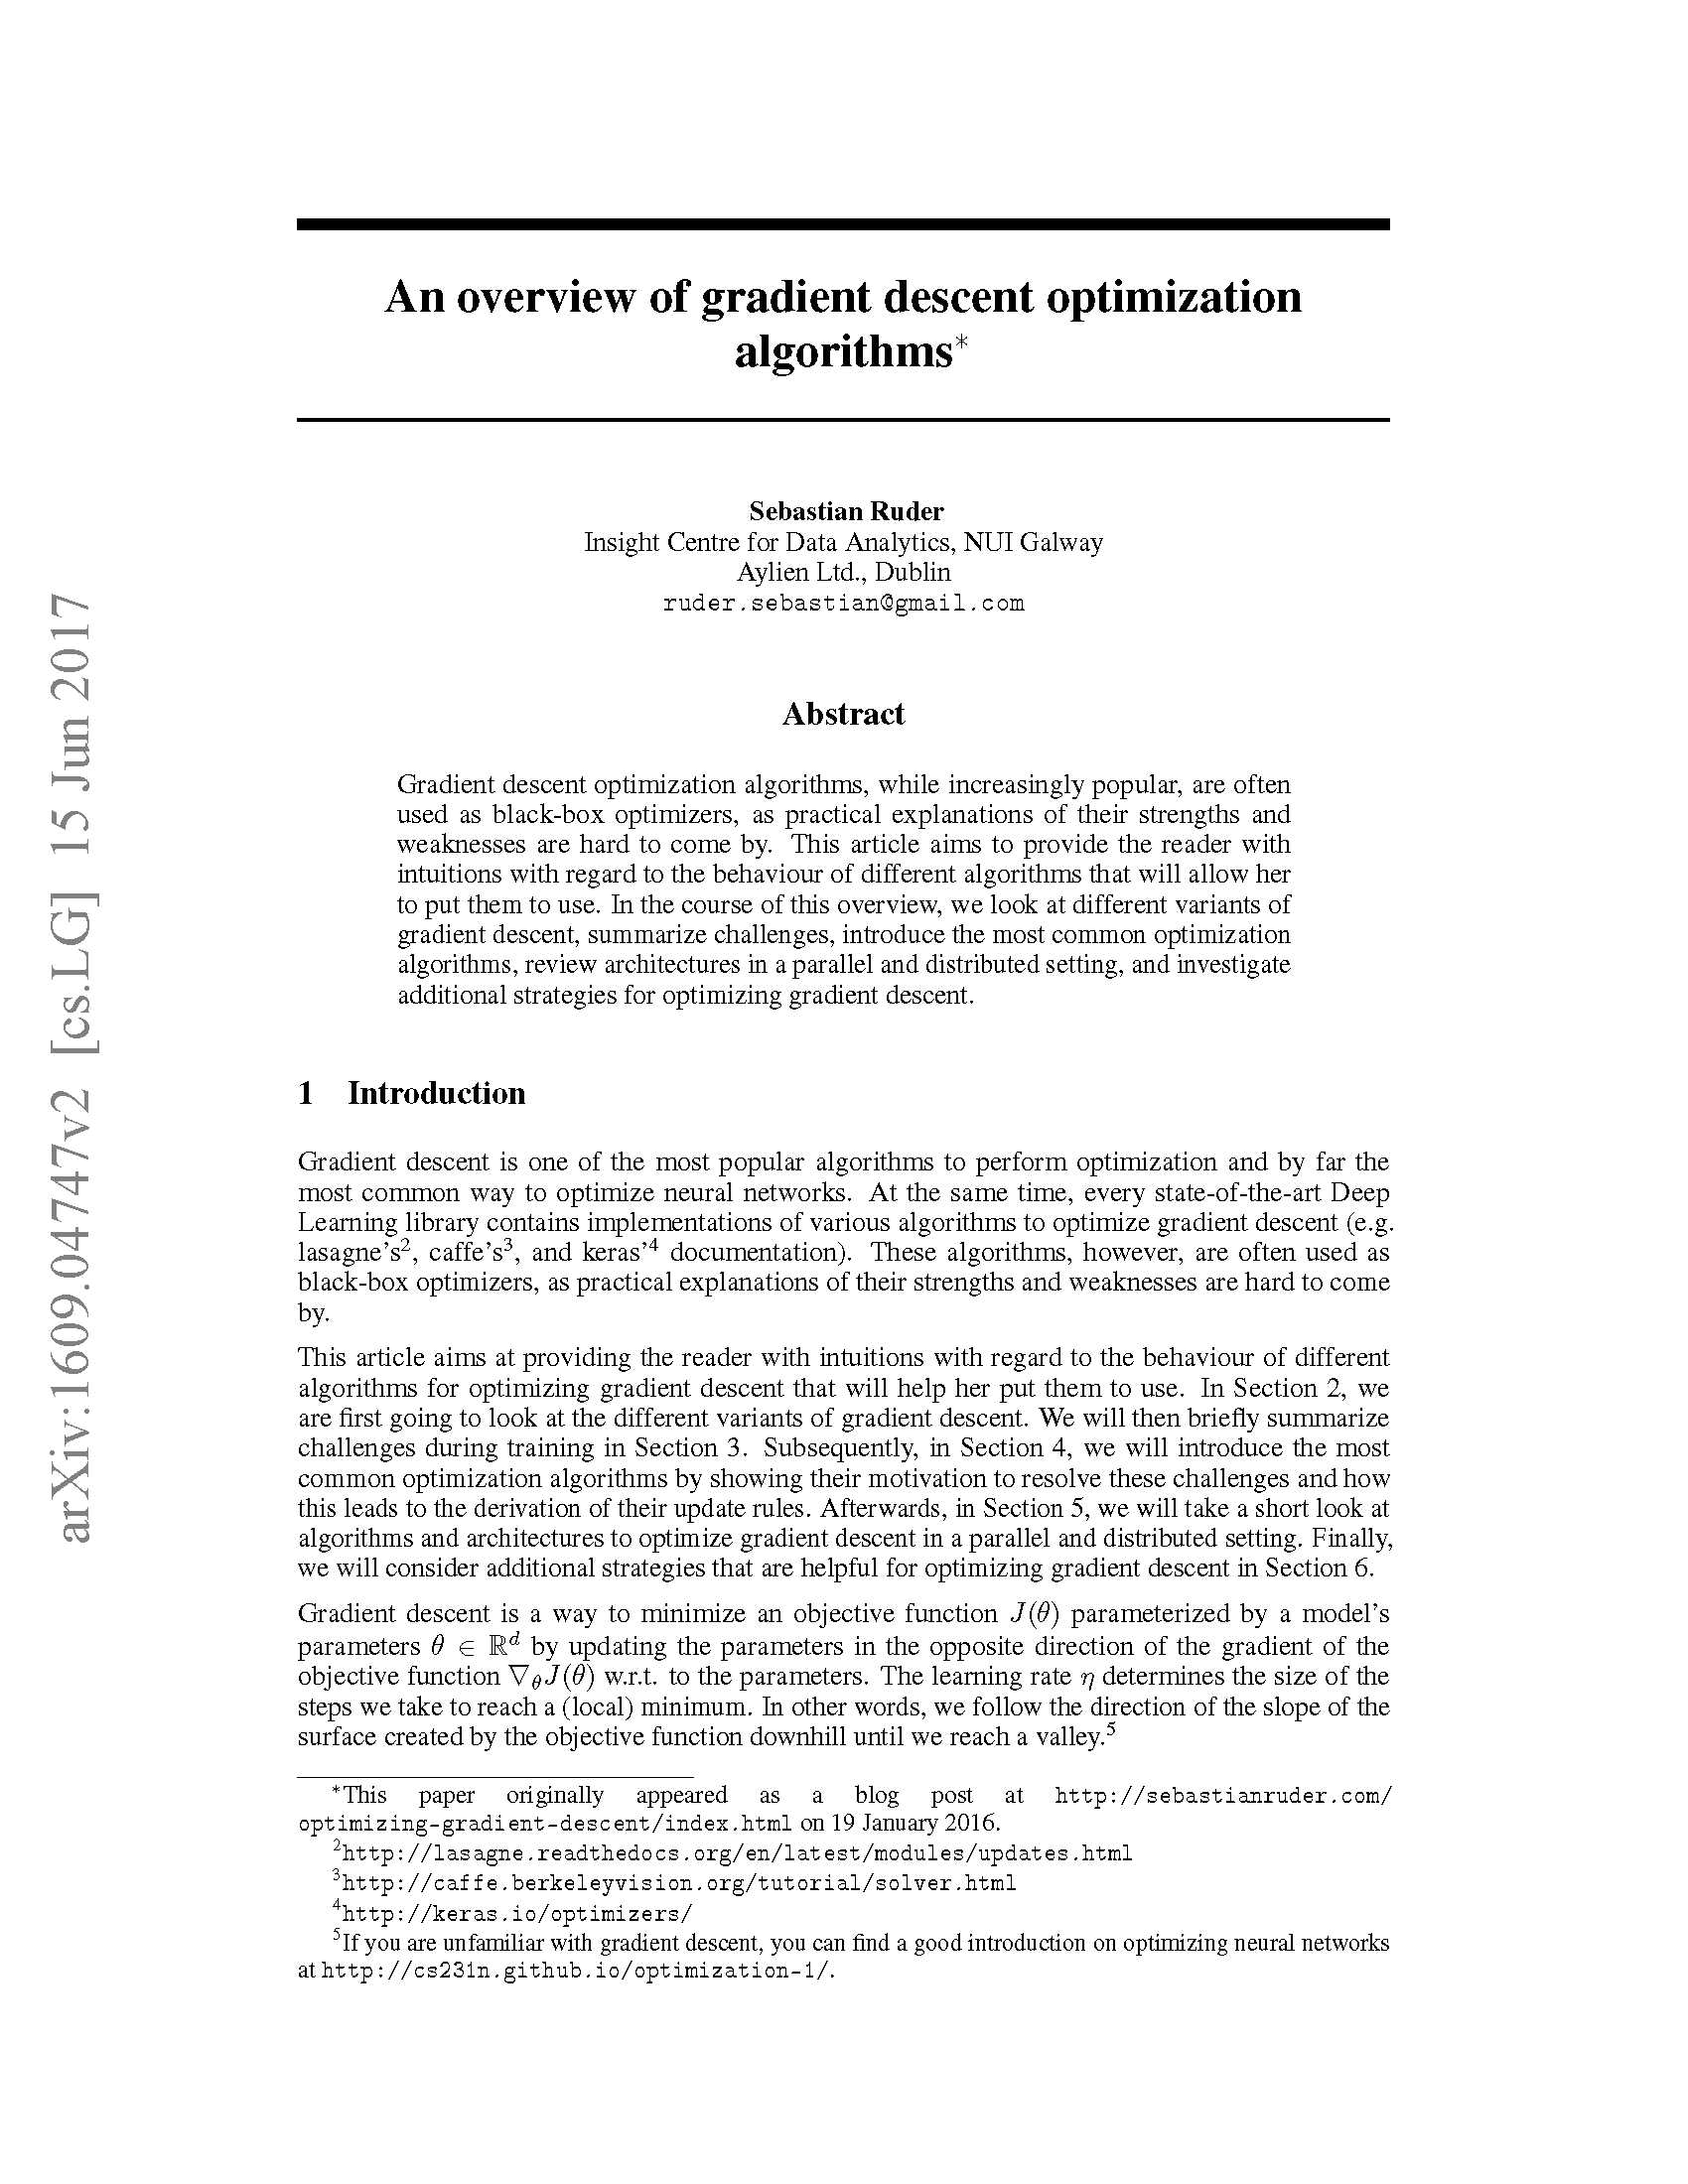 An overview of gradient descent optimization
algorithms*
Sebastian Ruder
Insight Centre for Data Analytics, NUI Galway
Aylien Ltd., Dublin
ruder.sebastian@gmail.com
Abstract
Gradient descent optimization algorithms, while increasingly popular, are often
used as black-box optimizers, as practical explanations of their strengths and
weaknesses are hard to come by. This article aims to provide the reader with
intuitions with regard to the behaviour of different algorithms that will allow her
to put them to use. In the course of this overview, we look at different variants of
gradient descent, summarize challenges, introduce the most common optimization
algorithms, review architectures in a parallel and distributed setting, and investigate
additional strategies for optimizing gradient descent.
1 Introduction
Gradient descent is one of the most popular algorithms to perform optimization and by far the
most common way to optimize neural networks. At the same time, every state-of-the-art Deep
Learning library contains implementations of various algorithms to optimize gradient descent (e.g.
lasagne's², caffe's³, and keras'⁴ documentation). These algorithms, however, are often used as
black-box optimizers, as practical explanations of their strengths and weaknesses are hard to come
by.
This article aims at providing the reader with intuitions with regard to the behaviour of different
algorithms for optimizing gradient descent that will help her put them to use. In Section 2, we
are first going to look at the different variants of gradient descent. We will then briefly summarize
challenges during training in Section 3. Subsequently, in Section 4, we will introduce the most
common optimization algorithms by showing their motivation to resolve these challenges and how
this leads to the derivation of their update rules. Afterwards, in Section 5, we will take a short look at
algorithms and architectures to optimize gradient descent in a parallel and distributed setting. Finally,
we will consider additional strategies that are helpful for optimizing gradient descent in Section 6.
Gradient descent is a way to minimize an objective function J(θ) parameterized by a model's
parameters θ ∈ ℝᵈ by updating the parameters in the opposite direction of the gradient of the
objective function ∇θJ(θ) w.r.t. to the parameters. The learning rate η determines the size of the
steps we take to reach a (local) minimum. In other words, we follow the direction of the slope of the
surface created by the objective function downhill until we reach a valley.⁵
*This paper originally appeared as a blog post at http://sebastianruder.com/
optimizing-gradient-descent/index.html on 19 January 2016.
²http://lasagne.readthedocs.org/en/latest/modules/updates.html
³http://caffe.berkeleyvision.org/tutorial/solver.html
⁴http://keras.io/optimizers/
⁵If you are unfamiliar with gradient descent, you can find a good introduction on optimizing neural networks
at http://cs231n.github.io/optimization-1/.
arXiv:1609.04747v2 [cs.LG] 15 Jun 2017